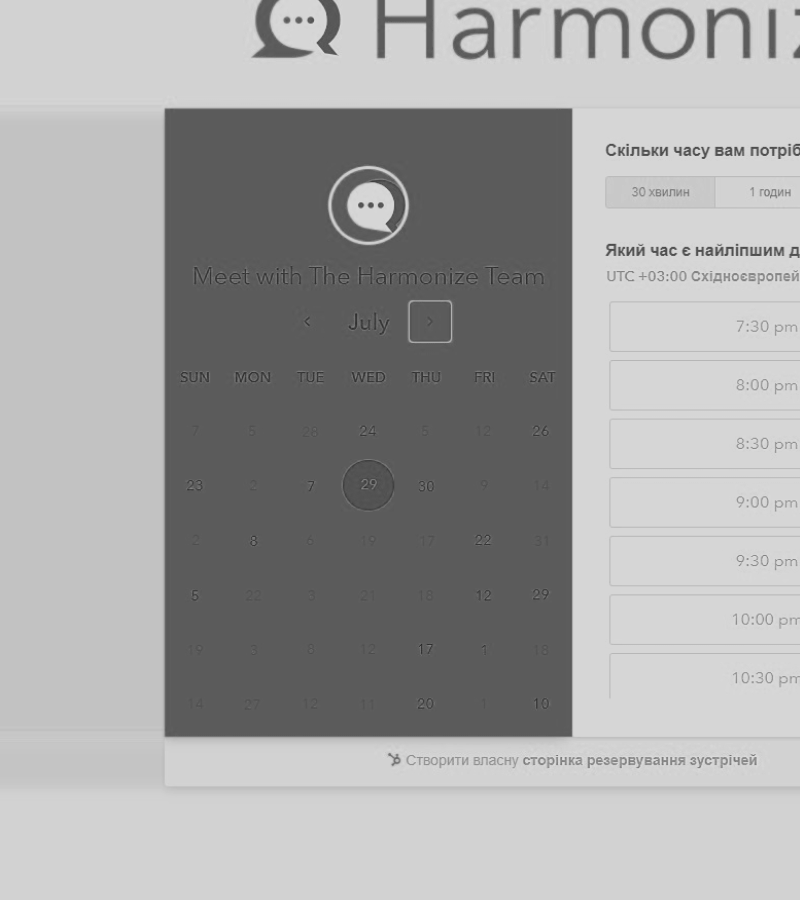 Harmoniz
Meet with The Harmonize Team
July
SUN MON TUE WED THU FRI SAT
7 5 28 24 5 12 26
23 2 7 29 30 9 14
2 8 6 19 17 22 31
5 22 3 21 18 12 29
19 3 8 12 17 1 18
14 27 12 11 20 1 10
Скільки часу вам потріб
30 хвилин 1 годин
Який час є найліпшим д
UTC +03:00 Східноєвропей
7:30 pm
8:00 pm
8:30 pm
9:00 pm
9:30 pm
10:00 pm
10:30 pm
Створити власну сторінка резервування зустрічей